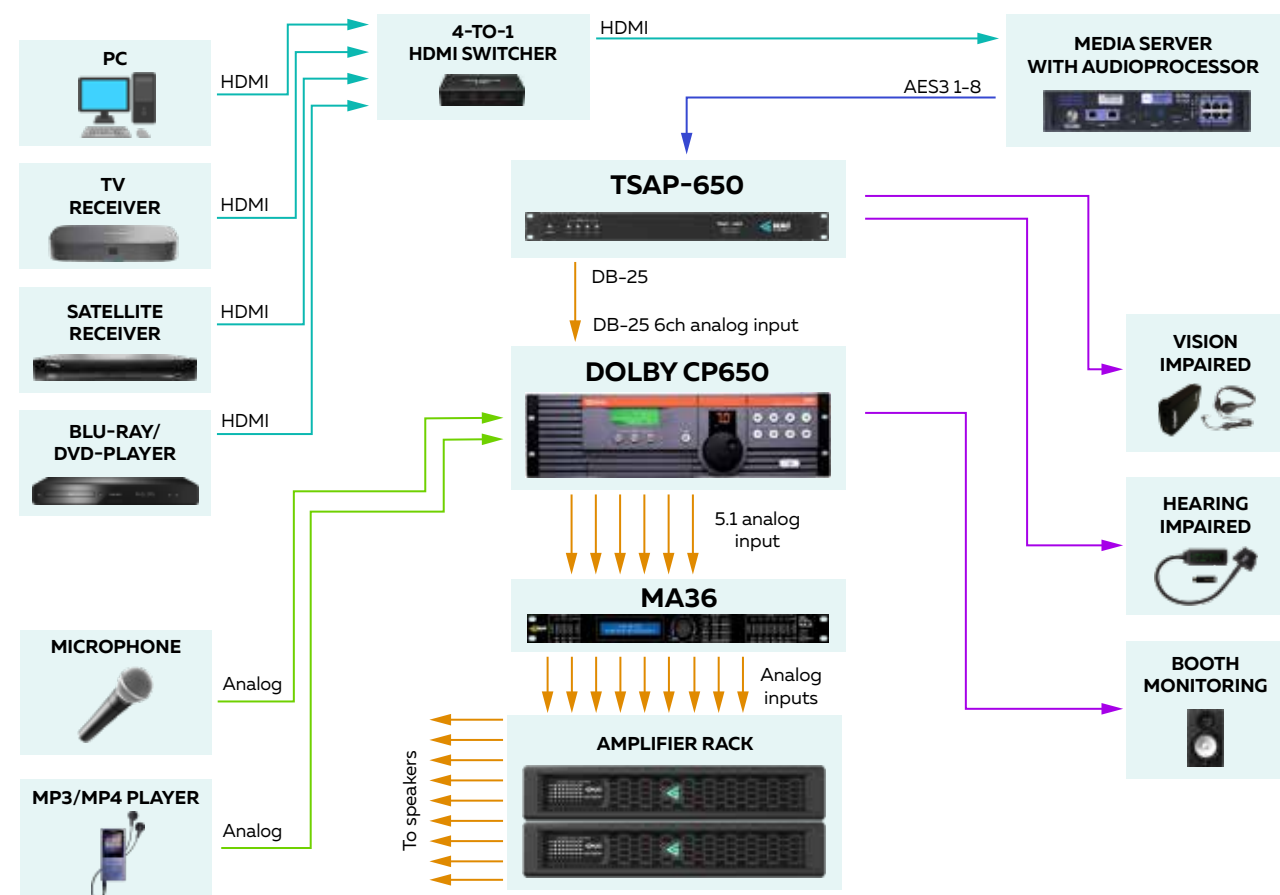 PC
HDMI
4-TO-1
HDMI SWITCHER
HDMI
MEDIA SERVER
WITH AUDIOPROCESSOR
AES3 1-8
TV
RECEIVER
HDMI
TSAP-650
DB-25
DB-25 6ch analog input
SATELLITE
RECEIVER
HDMI
VISION
IMPAIRED
DOLBY CP650
BLU-RAY/
DVD-PLAYER
HDMI
5.1 analog
input
HEARING
IMPAIRED
MA36
MICROPHONE
Analog
Analog
inputs
BOOTH
MONITORING
AMPLIFIER RACK
To speakers
MP3/MP4 PLAYER
Analog